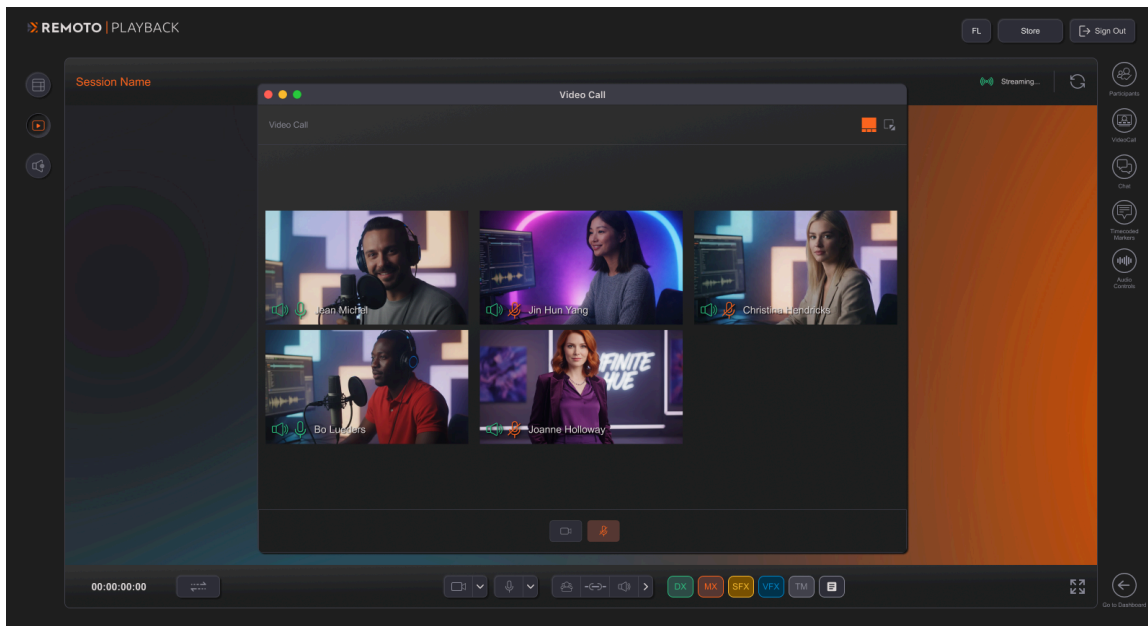 REMOTO | PLAYBACK
FL
Store
Sign Out
Session Name
Streaming...
Participants
Video Call
Video Call
VideoCall
Chat
Timecoded
Markers
Audio
Controls
Jean Michel
Jin Hun Yang
Christina Hendricks
INFINITE
HUE
Bo Lueders
Joanne Holloway
00:00:00:00
DX
MX
SFX
VFX
TM
Go to Dashboard